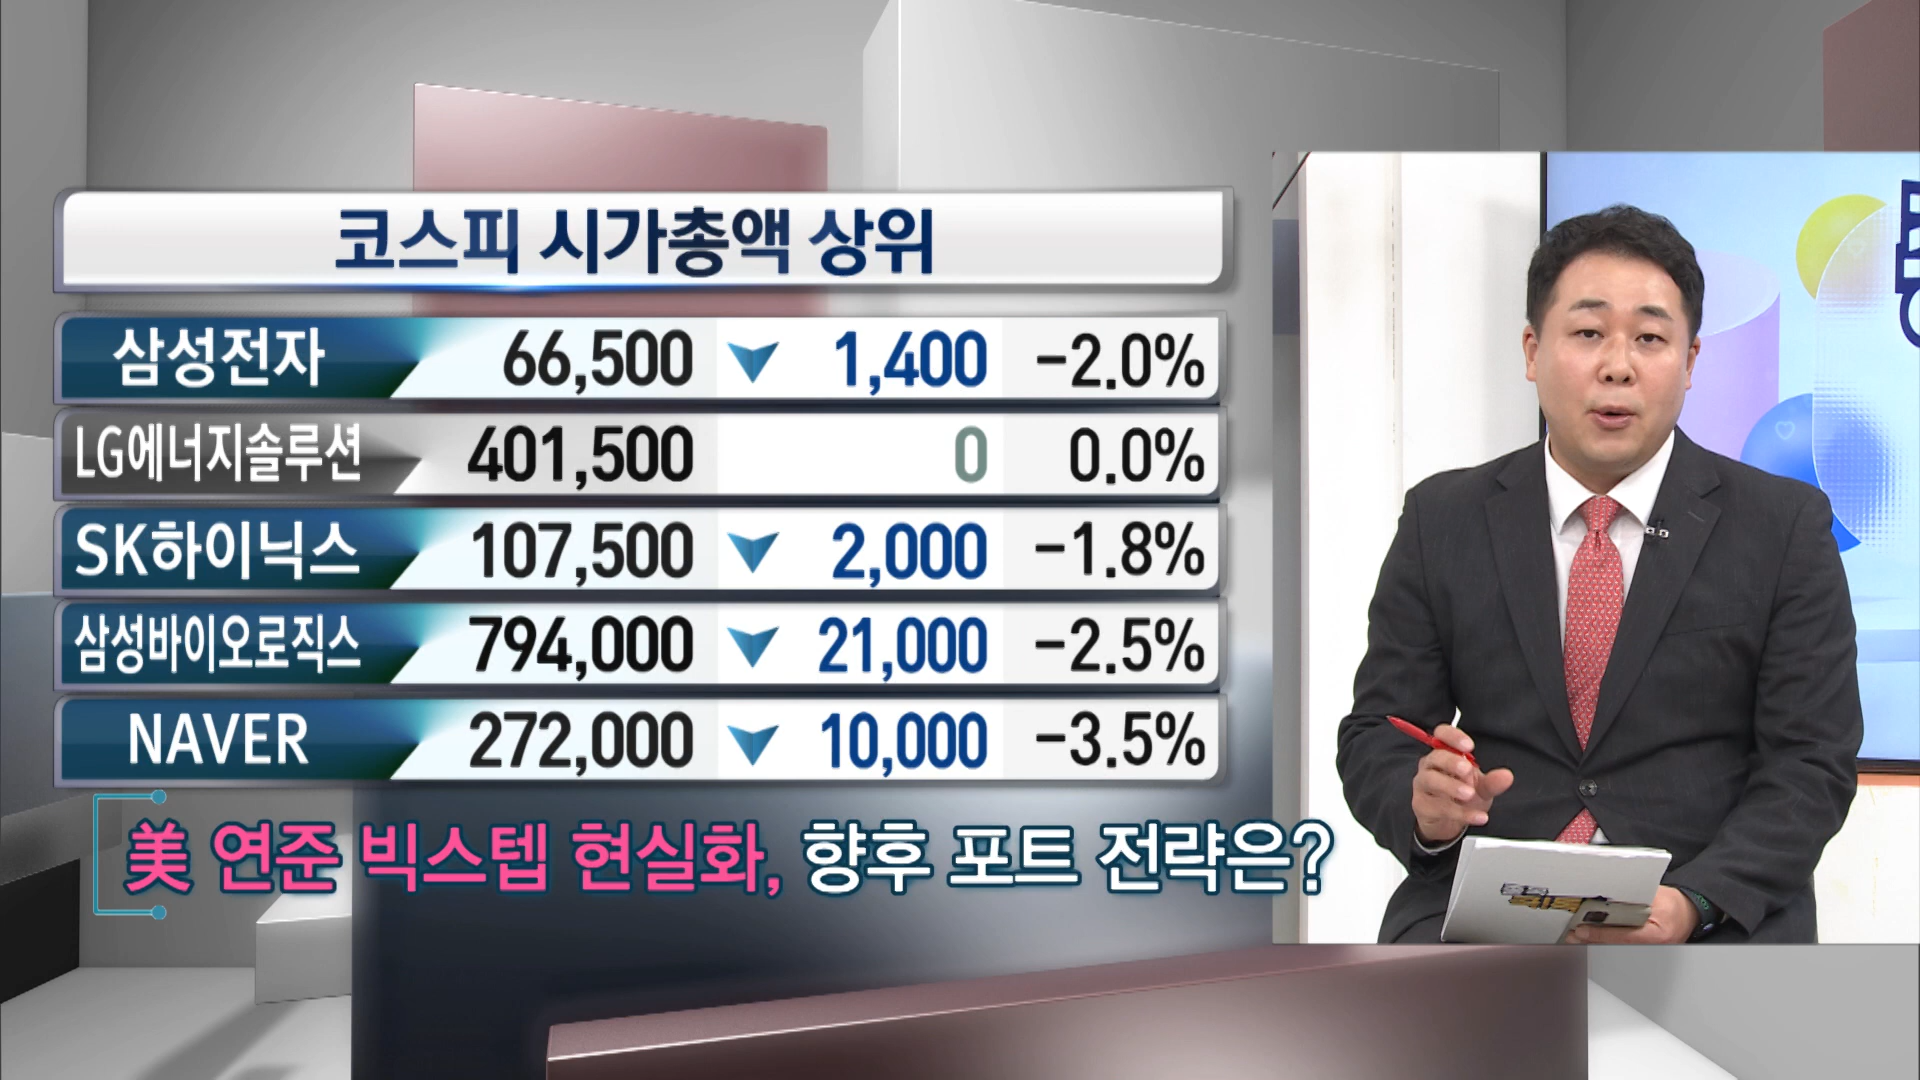 코스피 시가총액 상위
삼성전자 66,500 ▼ 1,400 -2.0%
LG에너지솔루션 401,500 0 0.0%
SK하이닉스 107,500 ▼ 2,000 -1.8%
삼성바이오로직스 794,000 ▼ 21,000 -2.5%
NAVER 272,000 ▼ 10,000 -3.5%
美 연준 빅스텝 현실화, 향후 포트 전략은?